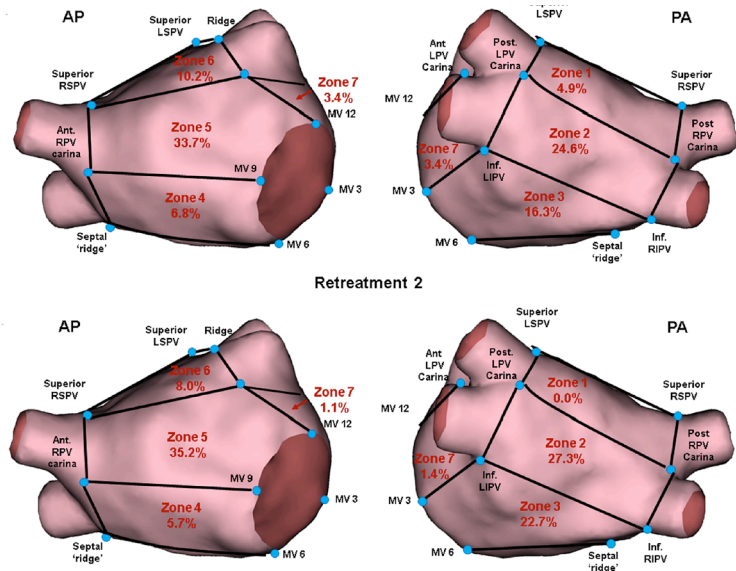 AP
Superior
LSPV
Ridge
Superior
RSPV
Zone 6
10.2%
Zone 7
3.4%
MV 12
Ant.
RPV
carina
Zone 5
33.7%
MV 9
Zone 4
6.8%
MV 3
Septal
‘ridge’
MV 6
Superior
LSPV
PA
Ant
LPV
Carina
Post.
LPV
Carina
Zone 1
4.9%
Superior
RSPV
MV 12
Zone 2
24.6%
Post
RPV
Carina
Zone 7
3.4%
Inf.
LIPV
MV 3
Zone 3
16.3%
MV 6
Septal
‘ridge’
Inf.
RIPV
Retreatment 2
AP
Superior
LSPV
Ridge
Superior
RSPV
Zone 6
8.0%
Zone 7
1.1%
MV 12
Ant.
RPV
carina
Zone 5
35.2%
MV 9
Zone 4
5.7%
MV 3
Septal
‘ridge’
MV 6
Superior
LSPV
PA
Ant
LPV
Carina
Post.
LPV
Carina
Zone 1
0.0%
Superior
RSPV
MV 12
Zone 2
27.3%
Post
RPV
Carina
Zone 7
1.4%
Inf.
LIPV
MV 3
Zone 3
22.7%
MV 6
Septal
‘ridge’
Inf.
RIPV